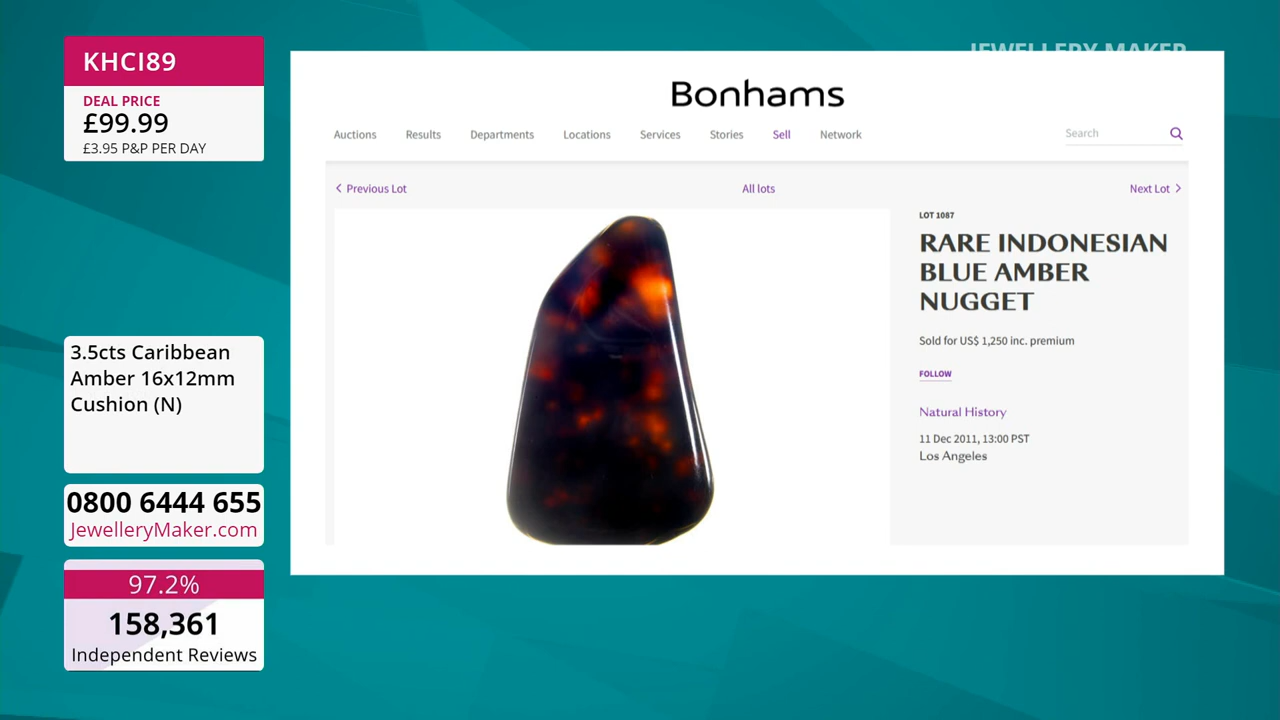 KHCI89
DEAL PRICE
£99.99
£3.95 P&P PER DAY
3.5cts Caribbean
Amber 16x12mm
Cushion (N)
0800 6444 655
JewelleryMaker.com
97.2%
158,361
Independent Reviews
JEWELLERY MAKER
Bonhams
Auctions Results Departments Locations Services Stories Sell Network Search
Previous Lot All lots Next Lot
LOT 1087
RARE INDONESIAN
BLUE AMBER
NUGGET
Sold for US$ 1,250 inc. premium
FOLLOW
Natural History
11 Dec 2011, 13:00 PST
Los Angeles